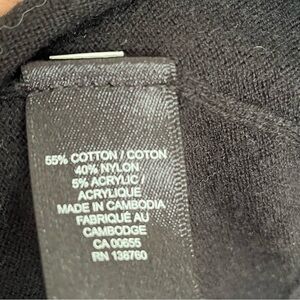 55% COTTON / COTON
40% NYLON
5% ACRYLIC /
ACRYLIQUE
MADE IN CAMBODIA
FABRIQUÉ AU
CAMBODGE
CA 00655
RN 138760